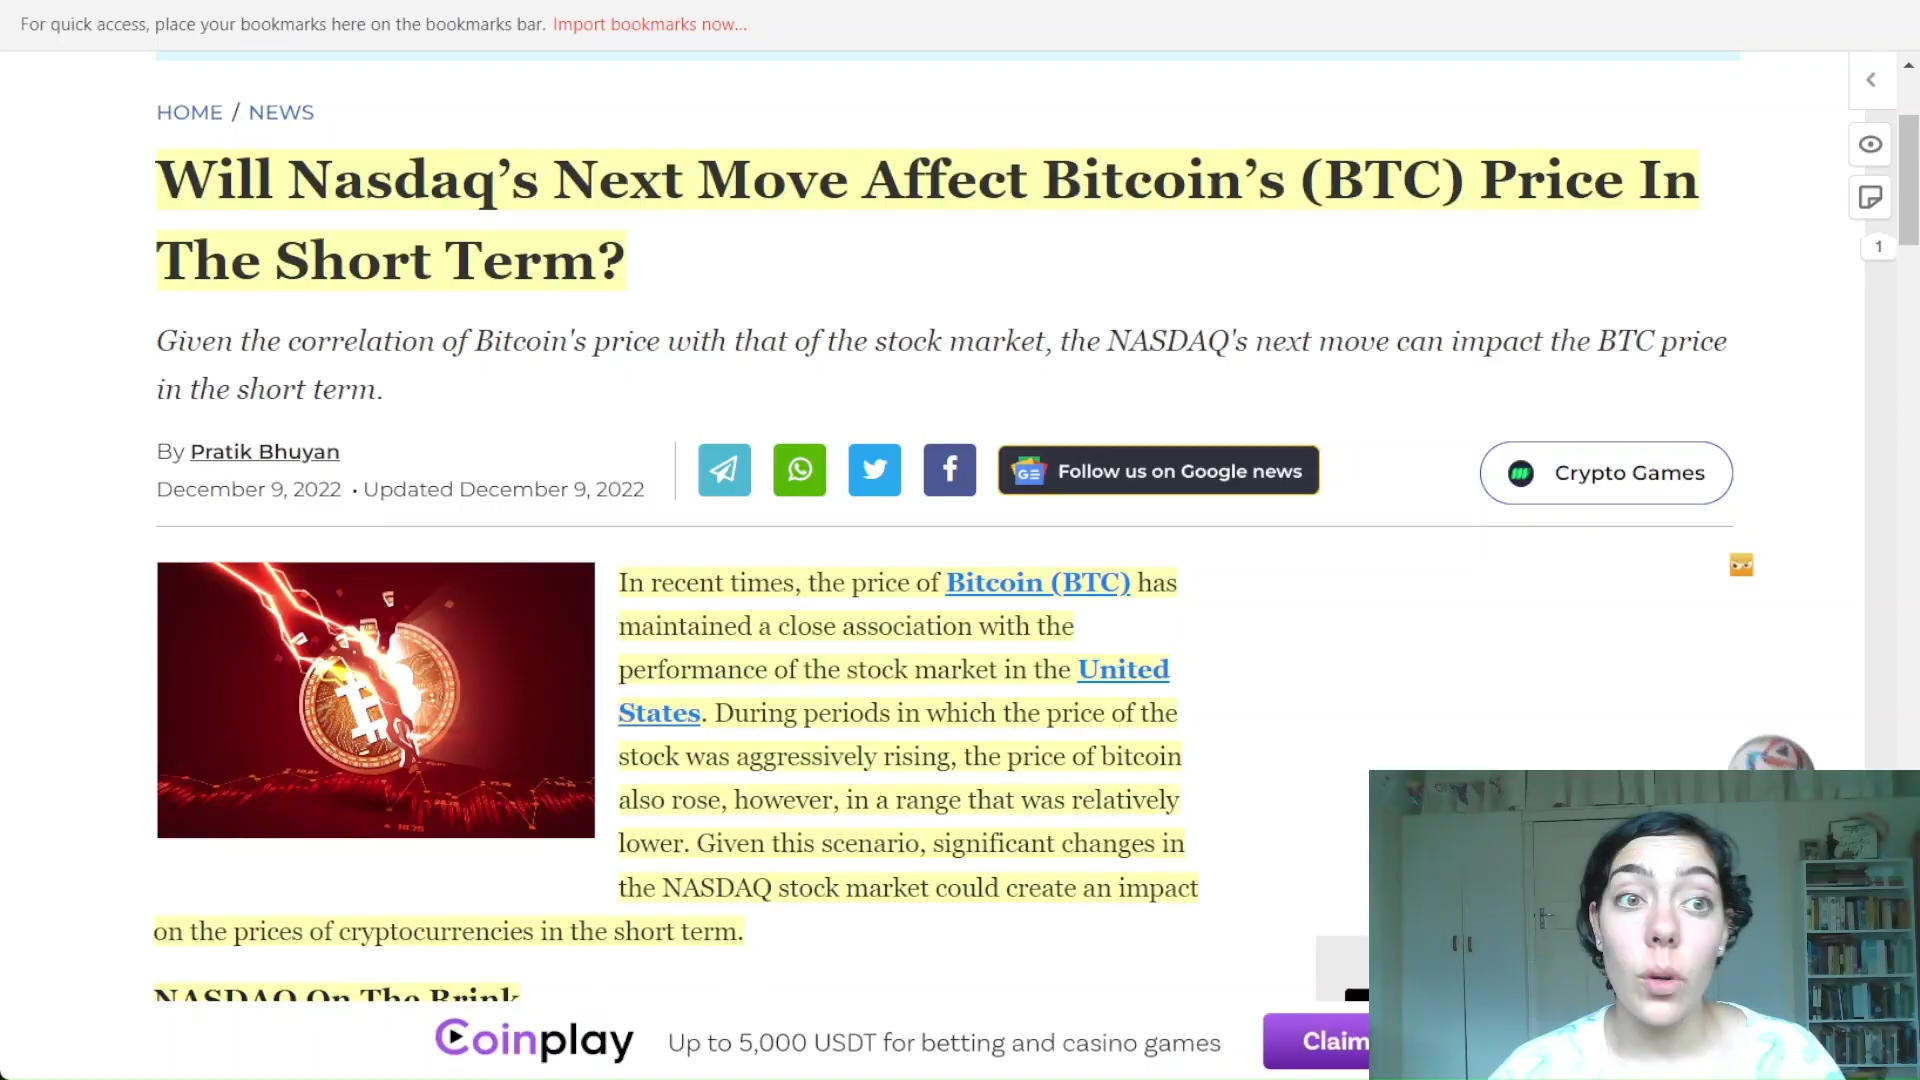 For quick access, place your bookmarks here on the bookmarks bar. Import bookmarks now...
HOME / NEWS
Will Nasdaq’s Next Move Affect Bitcoin’s (BTC) Price In
The Short Term?
Given the correlation of Bitcoin's price with that of the stock market, the NASDAQ's next move can impact the BTC price
in the short term.
By Pratik Bhuyan
December 9, 2022 • Updated December 9, 2022
GE Follow us on Google news
Crypto Games
1
In recent times, the price of Bitcoin (BTC) has
maintained a close association with the
performance of the stock market in the United
States. During periods in which the price of the
stock was aggressively rising, the price of bitcoin
also rose, however, in a range that was relatively
lower. Given this scenario, significant changes in
the NASDAQ stock market could create an impact
on the prices of cryptocurrencies in the short term.
NASDAQ On The Brink
Coinplay Up to 5,000 USDT for betting and casino games Claim